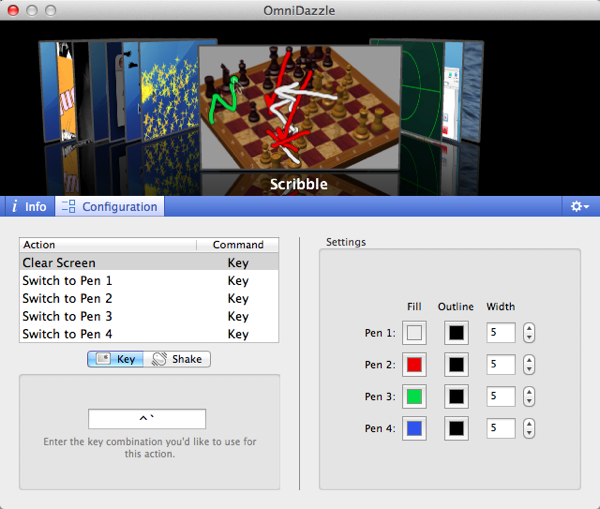 OmniDazzle
Scribble
i Info Configuration
Action Command
Clear Screen Key
Switch to Pen 1 Key
Switch to Pen 2 Key
Switch to Pen 3 Key
Switch to Pen 4 Key
Key Shake
^`
Enter the key combination you'd like to use for
this action.
Settings
Fill Outline Width
Pen 1: 5
Pen 2: 5
Pen 3: 5
Pen 4: 5